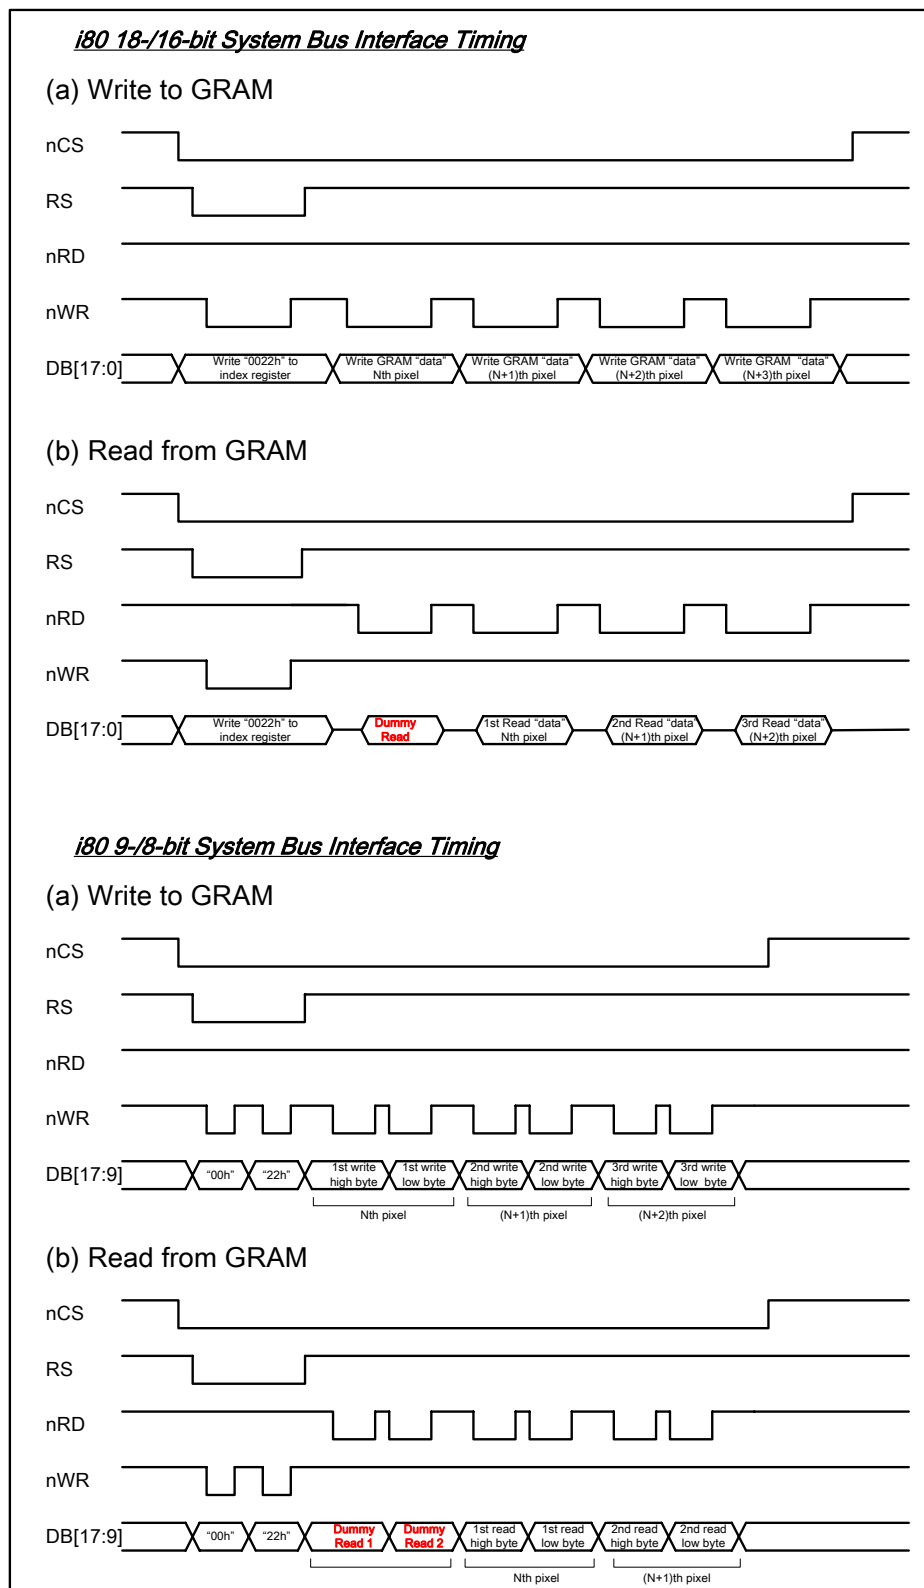 i80 18-/16-bit System Bus Interface Timing
(a) Write to GRAM
nCS
RS
nRD
nWR
DB[17:0]
Write “0022h” to
index register
Write GRAM “data”
Nth pixel
Write GRAM “data”
(N+1)th pixel
Write GRAM “data”
(N+2)th pixel
Write GRAM “data”
(N+3)th pixel
(b) Read from GRAM
nCS
RS
nRD
nWR
DB[17:0]
Write “0022h” to
index register
Dummy
Read
1st Read “data”
Nth pixel
2nd Read “data”
(N+1)th pixel
3rd Read “data”
(N+2)th pixel
i80 9-/8-bit System Bus Interface Timing
(a) Write to GRAM
nCS
RS
nRD
nWR
DB[17:9]
“00h”
“22h”
1st write
high byte
1st write
low byte
2nd write
high byte
2nd write
low byte
3rd write
high byte
3rd write
low byte
Nth pixel
(N+1)th pixel
(N+2)th pixel
(b) Read from GRAM
nCS
RS
nRD
nWR
DB[17:9]
“00h”
“22h”
Dummy
Read 1
Dummy
Read 2
1st read
high byte
1st read
low byte
2nd read
high byte
2nd read
low byte
Nth pixel
(N+1)th pixel